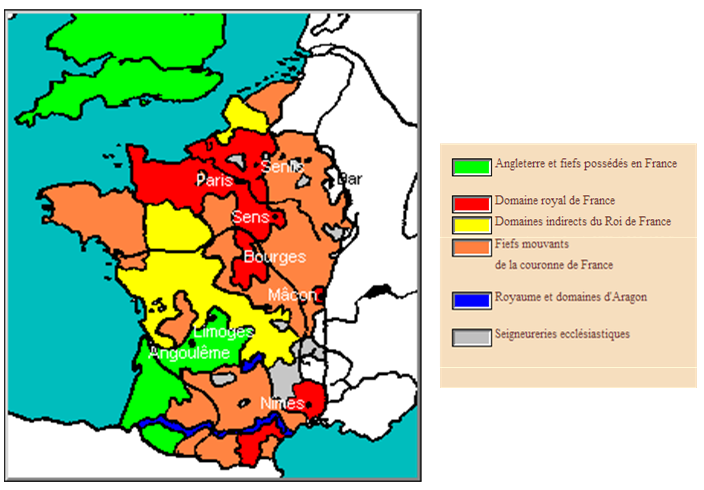 Senlis
Bar
Paris
Sens
Bourges
Mâcon
Limoges
Angoulême
Nîmes
Angleterre et fiefs possédés en France
Domaine royal de France
Domaines indirects du Roi de France
Fiefs mouvants
de la couronne de France
Royaume et domaines d'Aragon
Seigneureries ecclésiastiques